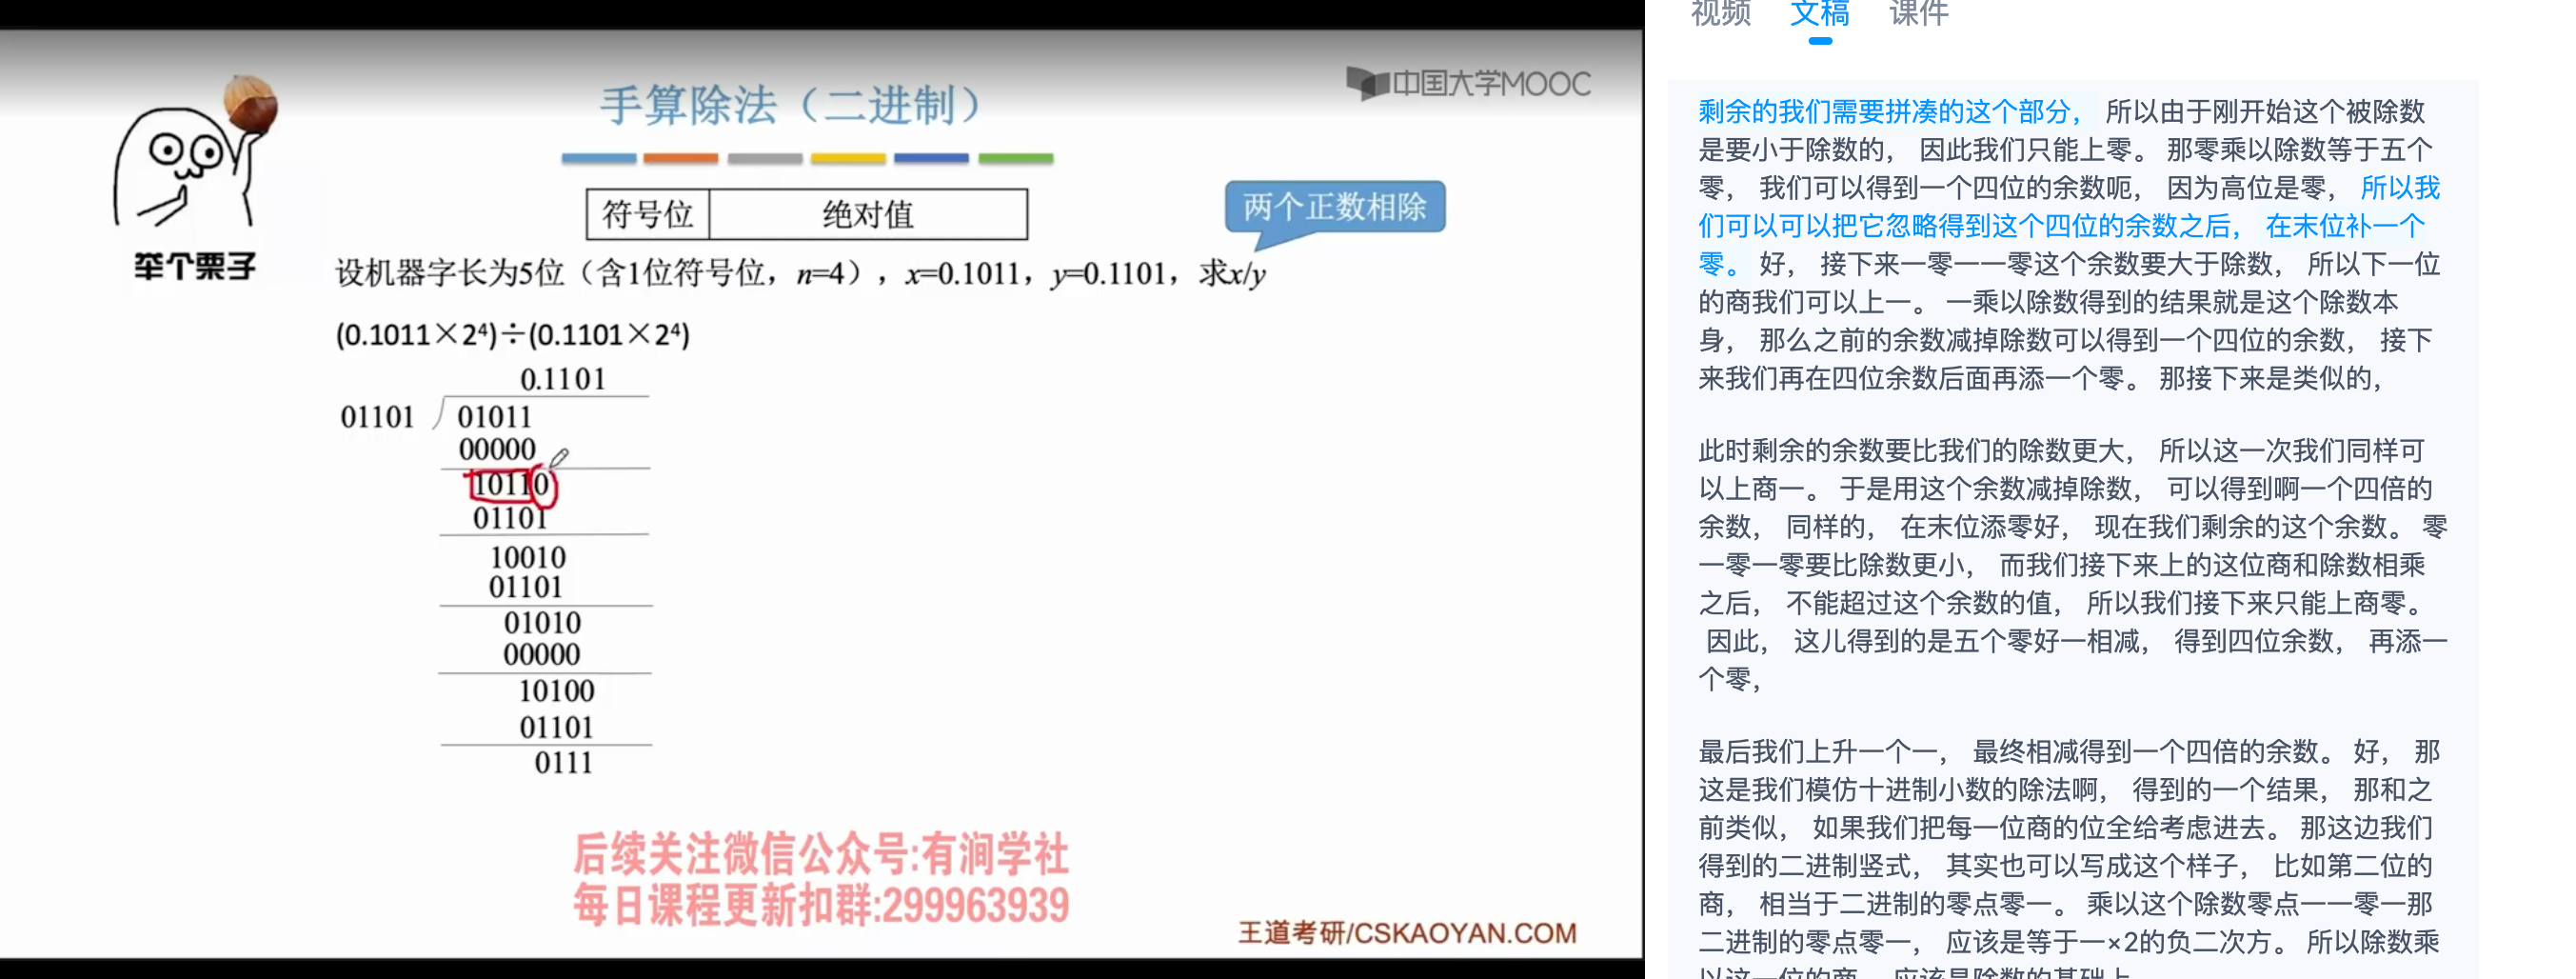 中国大学MOOC
手算除法（二进制）
符号位 绝对值
两个正数相除
举个栗子
设机器字长为5位（含1位符号位，n=4），x=0.1011，y=0.1101，求x/y
(0.1011×2⁴)÷(0.1101×2⁴)
0.1101
01101 01011
00000
10110
01101
10010
01101
01010
00000
10100
01101
0111
后续关注微信公众号:有涧学社
每日课程更新扣群:299963939
王道考研/CSKAOYAN.COM
视频 文稿 课件
剩余的我们需要拼凑的这个部分， 所以由于刚开始这个被除数
是要小于除数的， 因此我们只能上零。 那零乘以除数等于五个
零， 我们可以得到一个四位的余数呃， 因为高位是零， 所以我
们可以可以把它忽略得到这个四位的余数之后， 在末位补一个
零。 好， 接下来一零一一零这个余数要大于除数， 所以下一位
的商我们可以上一。 一乘以除数得到的结果就是这个除数本
身， 那么之前的余数减掉除数可以得到一个四位的余数， 接下
来我们再在四位余数后面再添一个零。 那接下来是类似的，
此时剩余的余数要比我们的除数更大， 所以这一次我们同样可
以上商一。 于是用这个余数减掉除数， 可以得到啊一个四倍的
余数， 同样的， 在末位添零好， 现在我们剩余的这个余数。 零
一零一零要比除数更小， 而我们接下来上的这位商和除数相乘
之后， 不能超过这个余数的值， 所以我们接下来只能上商零。
因此， 这儿得到的是五个零好一相减， 得到四位余数， 再添一
个零，
最后我们上升一个一， 最终相减得到一个四倍的余数。 好， 那
这是我们模仿十进制小数的除法啊， 得到的一个结果， 那和之
前类似， 如果我们把每一位商的位全给考虑进去。 那这边我们
得到的二进制竖式， 其实也可以写成这个样子， 比如第二位的
商， 相当于二进制的零点零一。 乘以这个除数零点一一零一那
二进制的零点零一， 应该是等于一×2的负二次方。 所以除数乘
以这一位的商， 应该是除数的基础上